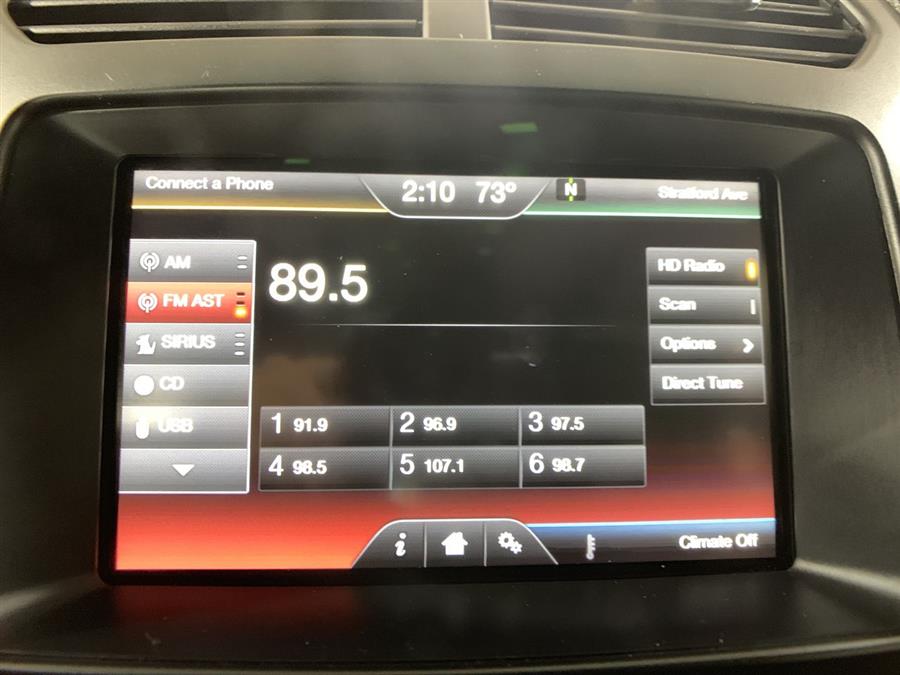 Connect a Phone
2:10 73°
N
Stratford Ave
AM
FM AST
SIRIUS
CD
USB
89.5
HD Radio
Scan
Options
Direct Tune
1 91.9
2 96.9
3 97.5
4 98.5
5 107.1
6 98.7
i
Climate Off